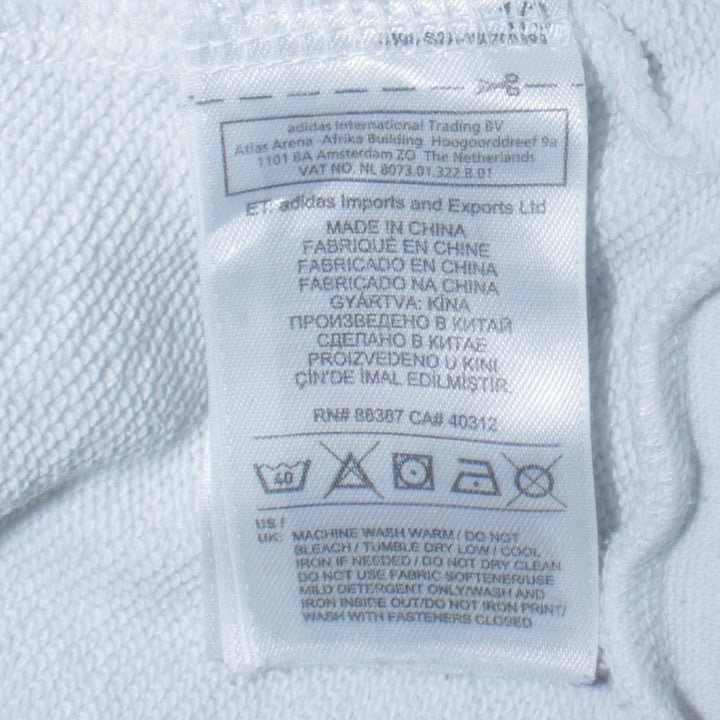 adidas International Trading BV
Atlas Arena -Afrika Building Hoogoorddreef 9a
1101 BA Amsterdam ZO The Netherlands
VAT NO. NL 8073.01.322.B.01
E.T. adidas Imports and Exports Ltd
MADE IN CHINA
FABRIQUÉ EN CHINE
FABRICADO EN CHINA
FABRICADO NA CHINA
GYÁRTVA: KÍNA
ПРОИЗВЕДЕНО В КИТАЙ
СДЕЛАНО В КИТАЕ
PROIZVEDENO U KINI
ÇİN'DE İMAL EDİLMİŞTİR.
RN# 88387 CA# 40312
40
US /
UK: MACHINE WASH WARM / DO NOT
BLEACH / TUMBLE DRY LOW / COOL
IRON IF NEEDED / DO NOT DRY CLEAN
DO NOT USE FABRIC SOFTENER/USE
MILD DETERGENT ONLY/WASH AND
IRON INSIDE OUT/DO NOT IRON PRINT/
WASH WITH FASTENERS CLOSED